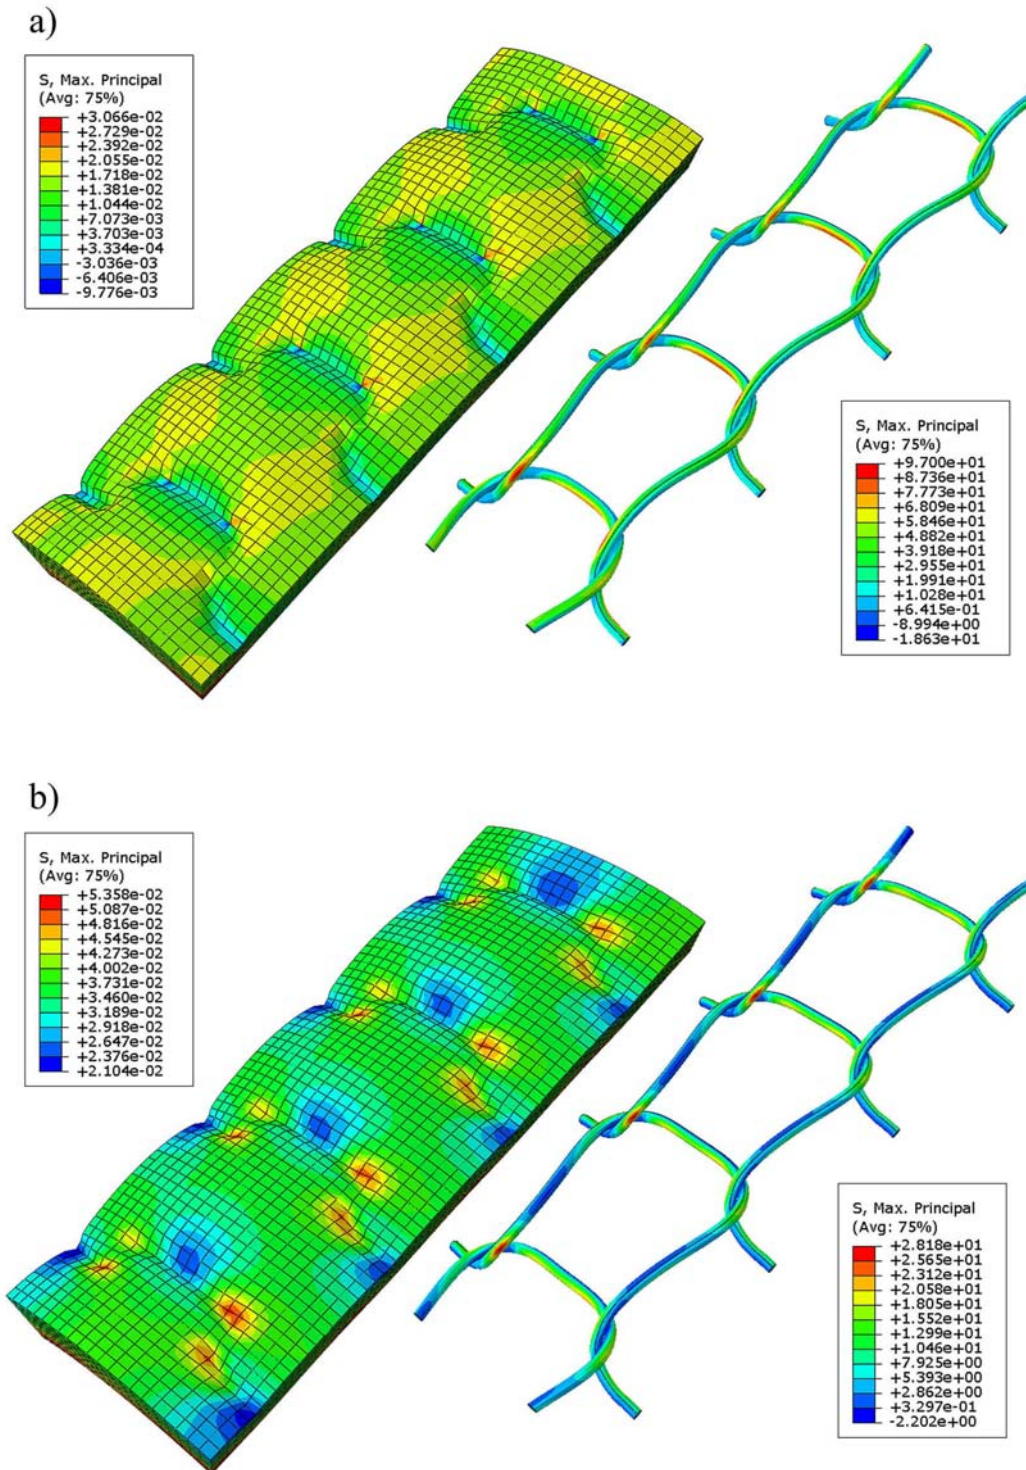 a)
S, Max. Principal
(Avg: 75%)
+3.066e-02
+2.729e-02
+2.392e-02
+2.055e-02
+1.718e-02
+1.381e-02
+1.044e-02
+7.073e-03
+3.703e-03
+3.334e-04
-3.036e-03
-6.406e-03
-9.776e-03
S, Max. Principal
(Avg: 75%)
+9.700e+01
+8.736e+01
+7.773e+01
+6.809e+01
+5.846e+01
+4.882e+01
+3.918e+01
+2.955e+01
+1.991e+01
+1.028e+01
+6.415e-01
-8.994e+00
-1.863e+01
b)
S, Max. Principal
(Avg: 75%)
+5.358e-02
+5.087e-02
+4.816e-02
+4.545e-02
+4.273e-02
+4.002e-02
+3.731e-02
+3.460e-02
+3.189e-02
+2.918e-02
+2.647e-02
+2.376e-02
+2.104e-02
S, Max. Principal
(Avg: 75%)
+2.818e+01
+2.565e+01
+2.312e+01
+2.058e+01
+1.805e+01
+1.552e+01
+1.299e+01
+1.046e+01
+7.925e+00
+5.393e+00
+2.862e+00
+3.297e-01
-2.202e+00